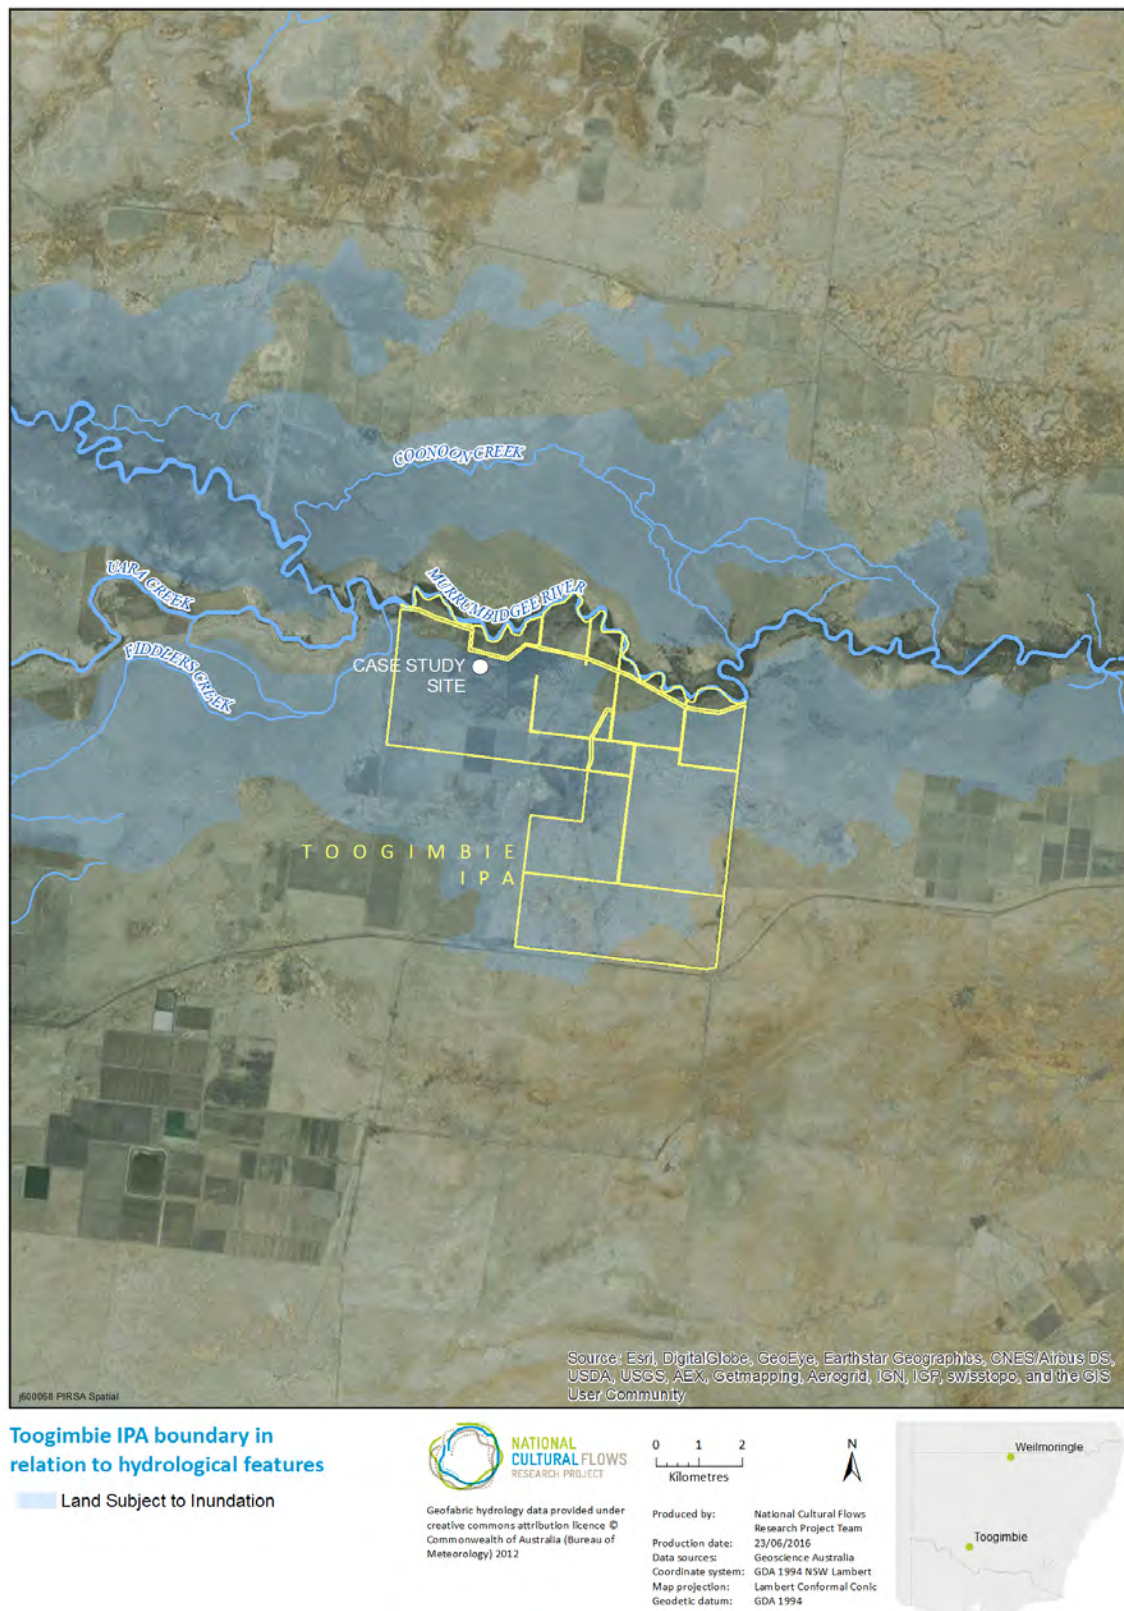 COONOON CREEK
UARA CREEK
MURRUMBIDGEE RIVER
FIDDLERS CREEK
CASE STUDY
SITE
TOOGIMBIE
IPA
Source: Esri, DigitalGlobe, GeoEye, Earthstar Geographics, CNES/Airbus DS,
USDA, USGS, AEX, Getmapping, Aerogrid, IGN, IGP, swisstopo, and the GIS
User Community
j600068 PIRSA Spatial
Toogimbie IPA boundary in
relation to hydrological features
Land Subject to Inundation
NATIONAL
CULTURAL FLOWS
RESEARCH PROJECT
Geofabric hydrology data provided under
creative commons attribution licence ©
Commonwealth of Australia (Bureau of
Meteorology) 2012
0 1 2
Kilometres
N
Produced by: National Cultural Flows
Research Project Team
Production date: 23/06/2016
Data sources: Geoscience Australia
Coordinate system: GDA 1994 NSW Lambert
Map projection: Lambert Conformal Conic
Geodetic datum: GDA 1994
Weilmoringle
Toogimbie